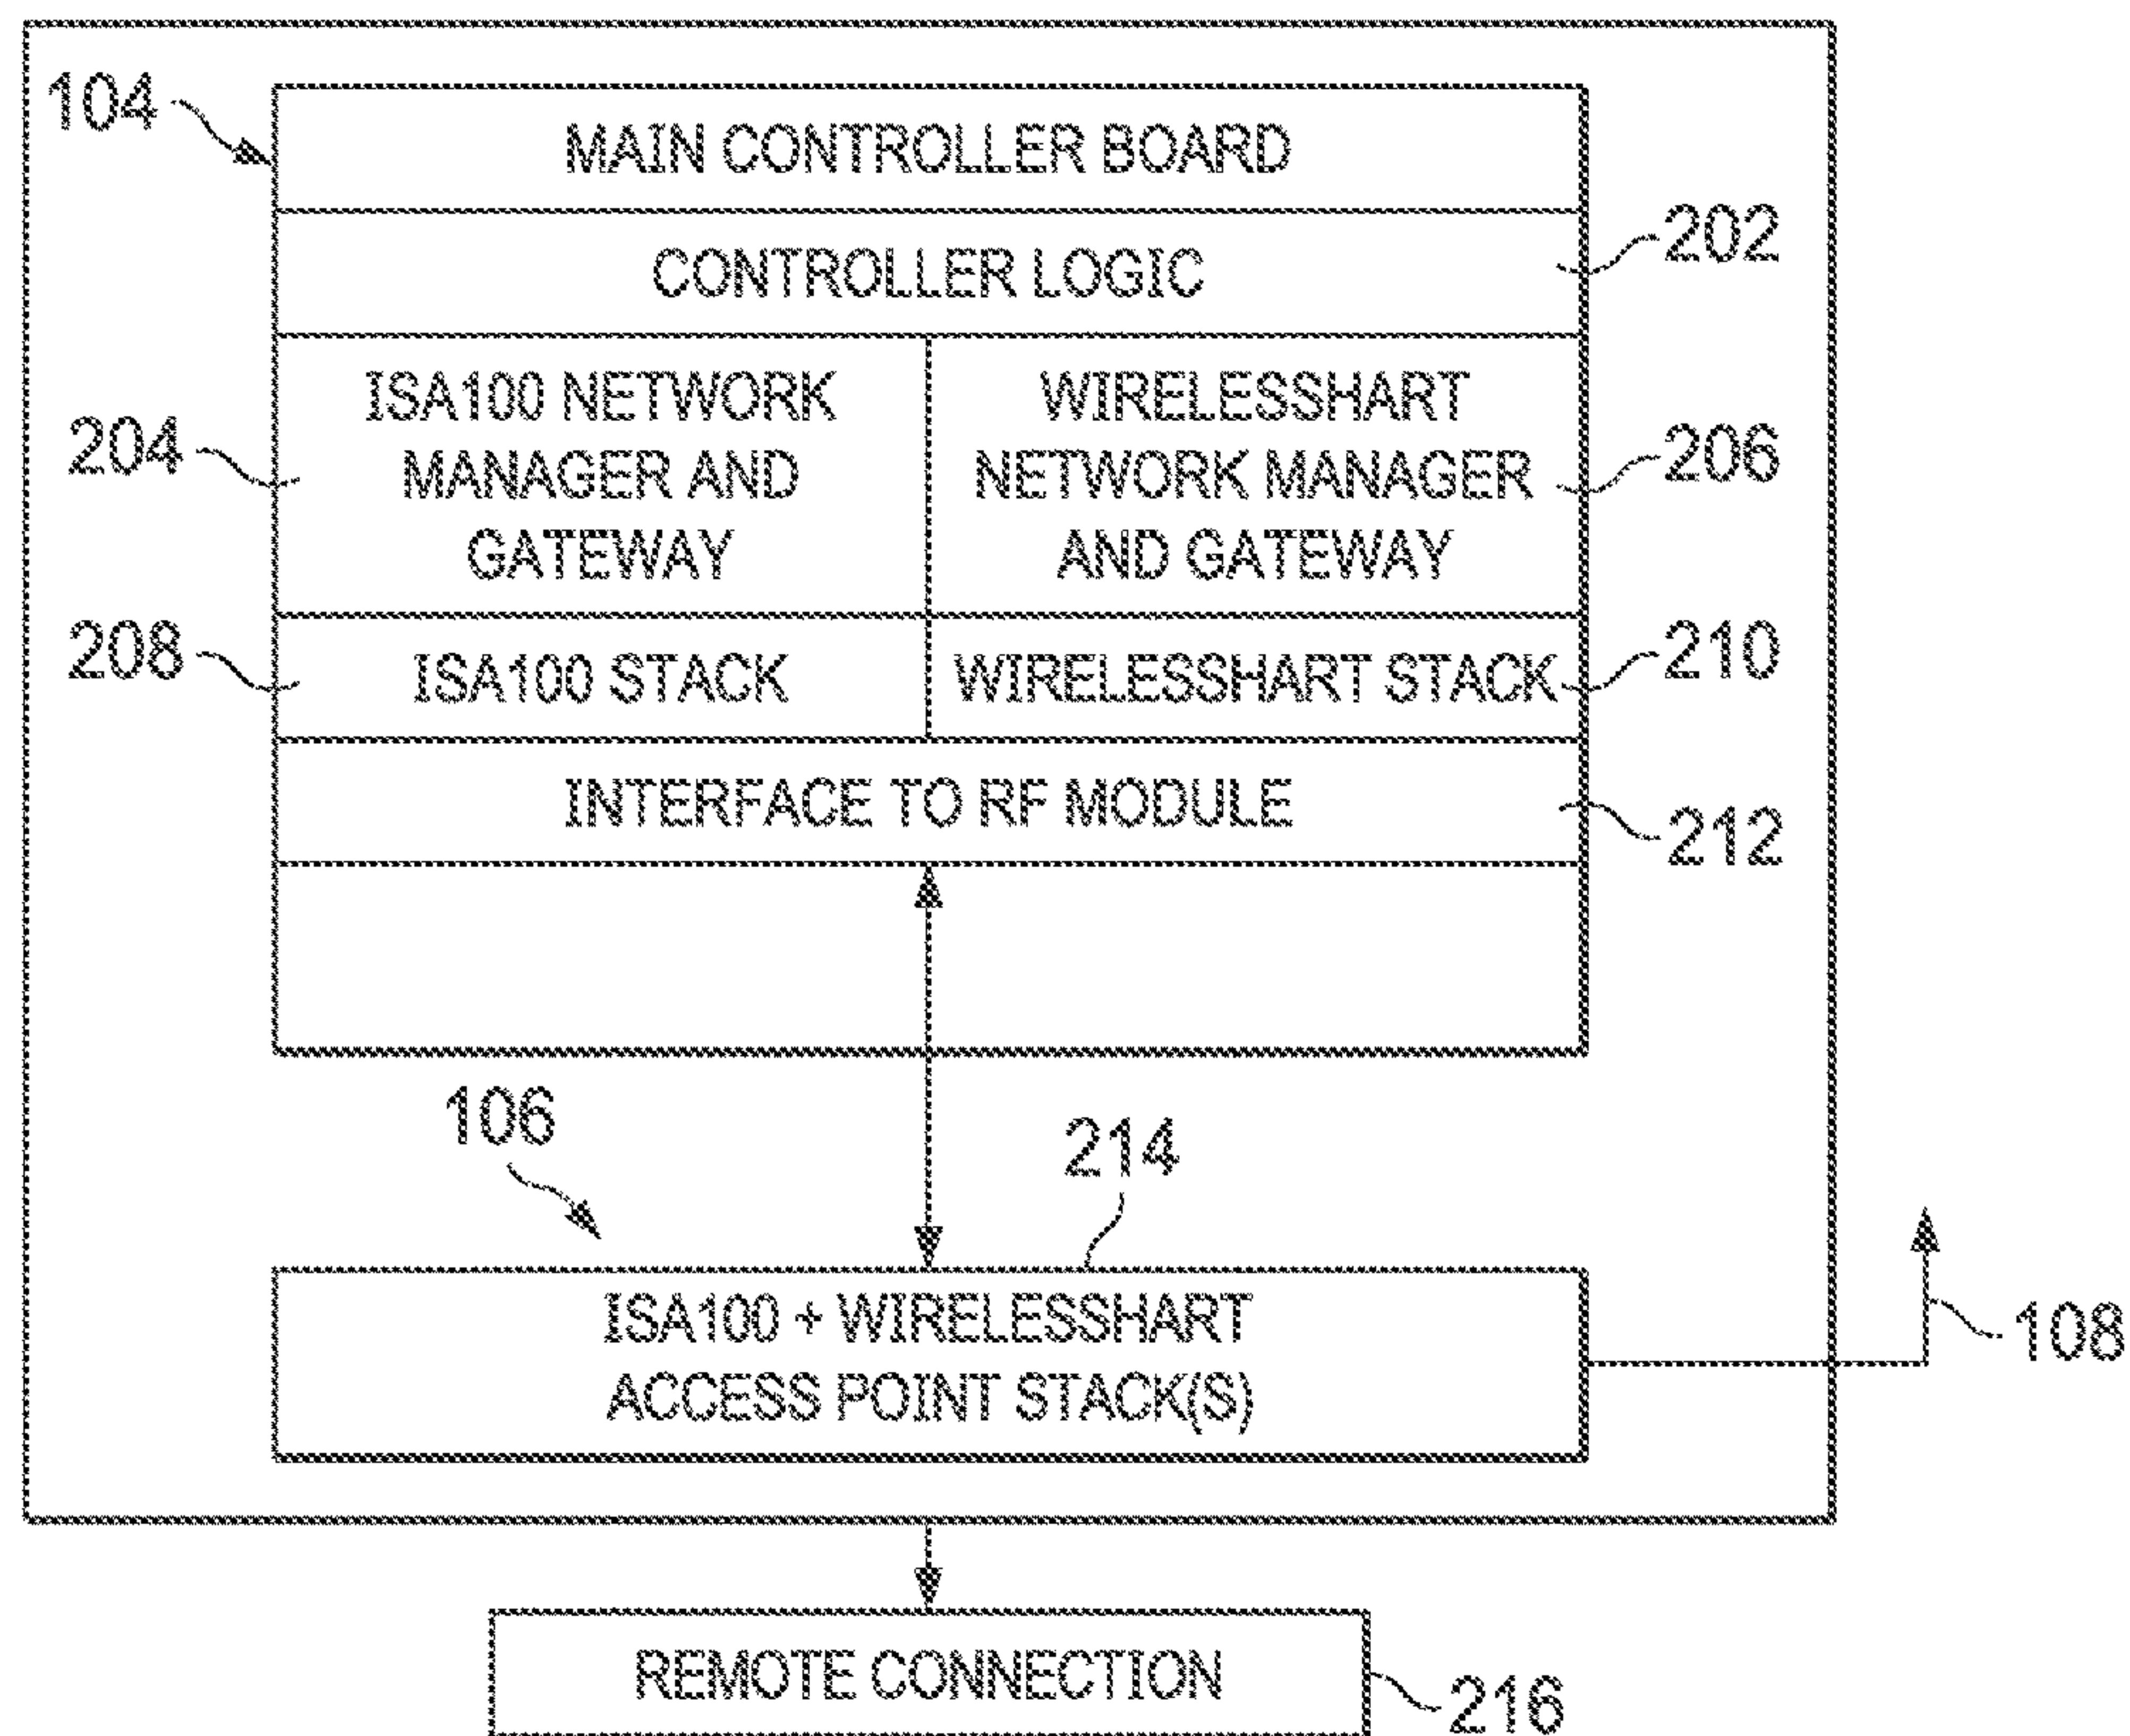 104
MAIN CONTROLLER BOARD
CONTROLLER LOGIC
202
ISA100 NETWORK
MANAGER AND
GATEWAY
204
WIRELESSHART
NETWORK MANAGER
AND GATEWAY
206
208
ISA100 STACK
WIRELESSHART STACK
210
INTERFACE TO RF MODULE
212
106
214
ISA100 + WIRELESSHART
ACCESS POINT STACK(S)
108
REMOTE CONNECTION
216